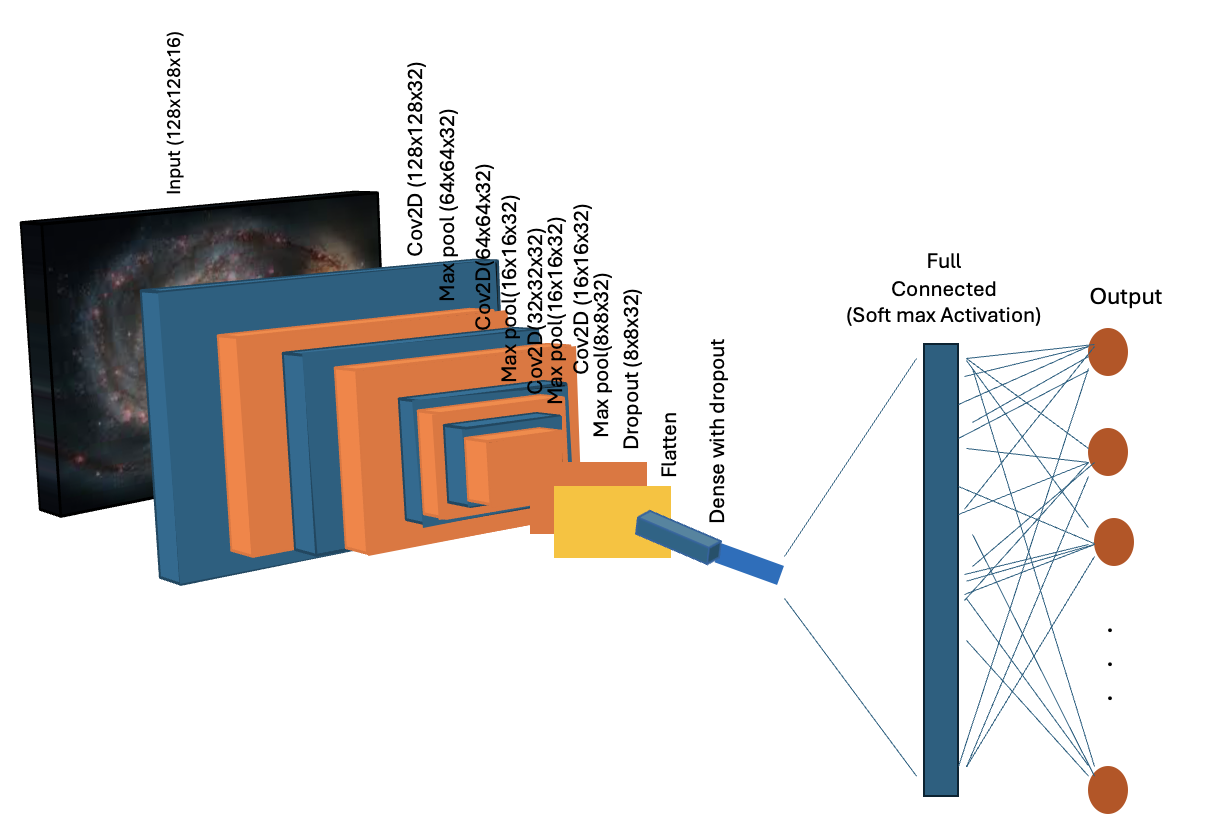 Input (128x128x16)
Cov2D (128x128x32)
Max pool (64x64x32)
Cov2D(64x64x32)
Max pool(16x16x32)
Cov2D(32x32x32)
Max pool(16x16x32)
Cov2D (16x16x32)
Max pool(8x8x32)
Dropout (8x8x32)
Flatten
Dense with dropout
Full
Connected
(Soft max Activation)
Output